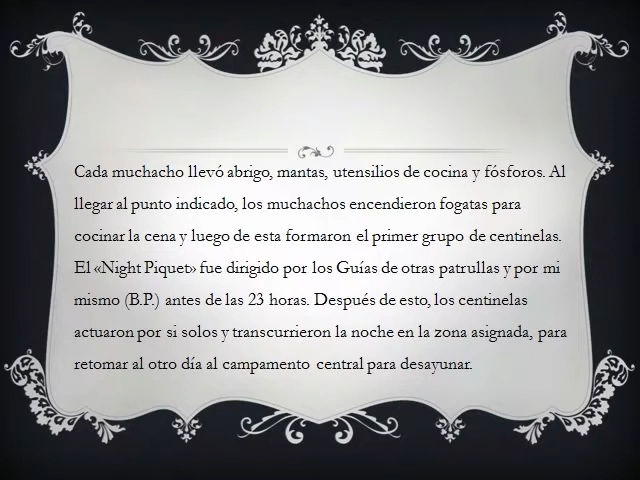 Cada muchacho llevó abrigo, mantas, utensilios de cocina y fósforos. Al
llegar al punto indicado, los muchachos encendieron fogatas para
cocinar la cena y luego de esta formaron el primer grupo de centinelas.
El «Night Piquet» fue dirigido por los Guías de otras patrullas y por mi
mismo (B.P.) antes de las 23 horas. Después de esto, los centinelas
actuaron por si solos y transcurrieron la noche en la zona asignada, para
retomar al otro día al campamento central para desayunar.